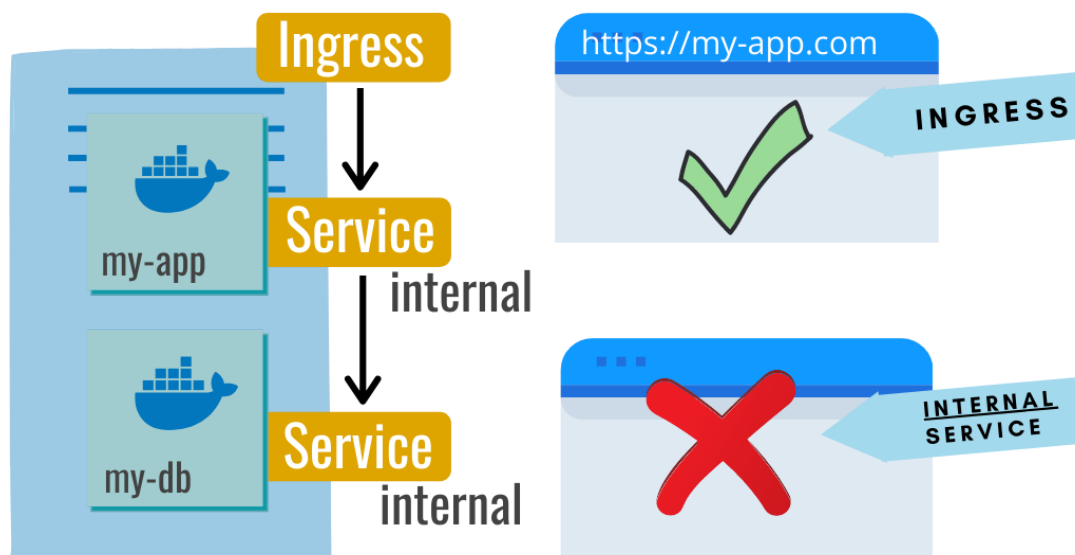 Ingress
my-app
Service
internal
my-db
Service
internal
https://my-app.com
INGRESS
INTERNAL
SERVICE